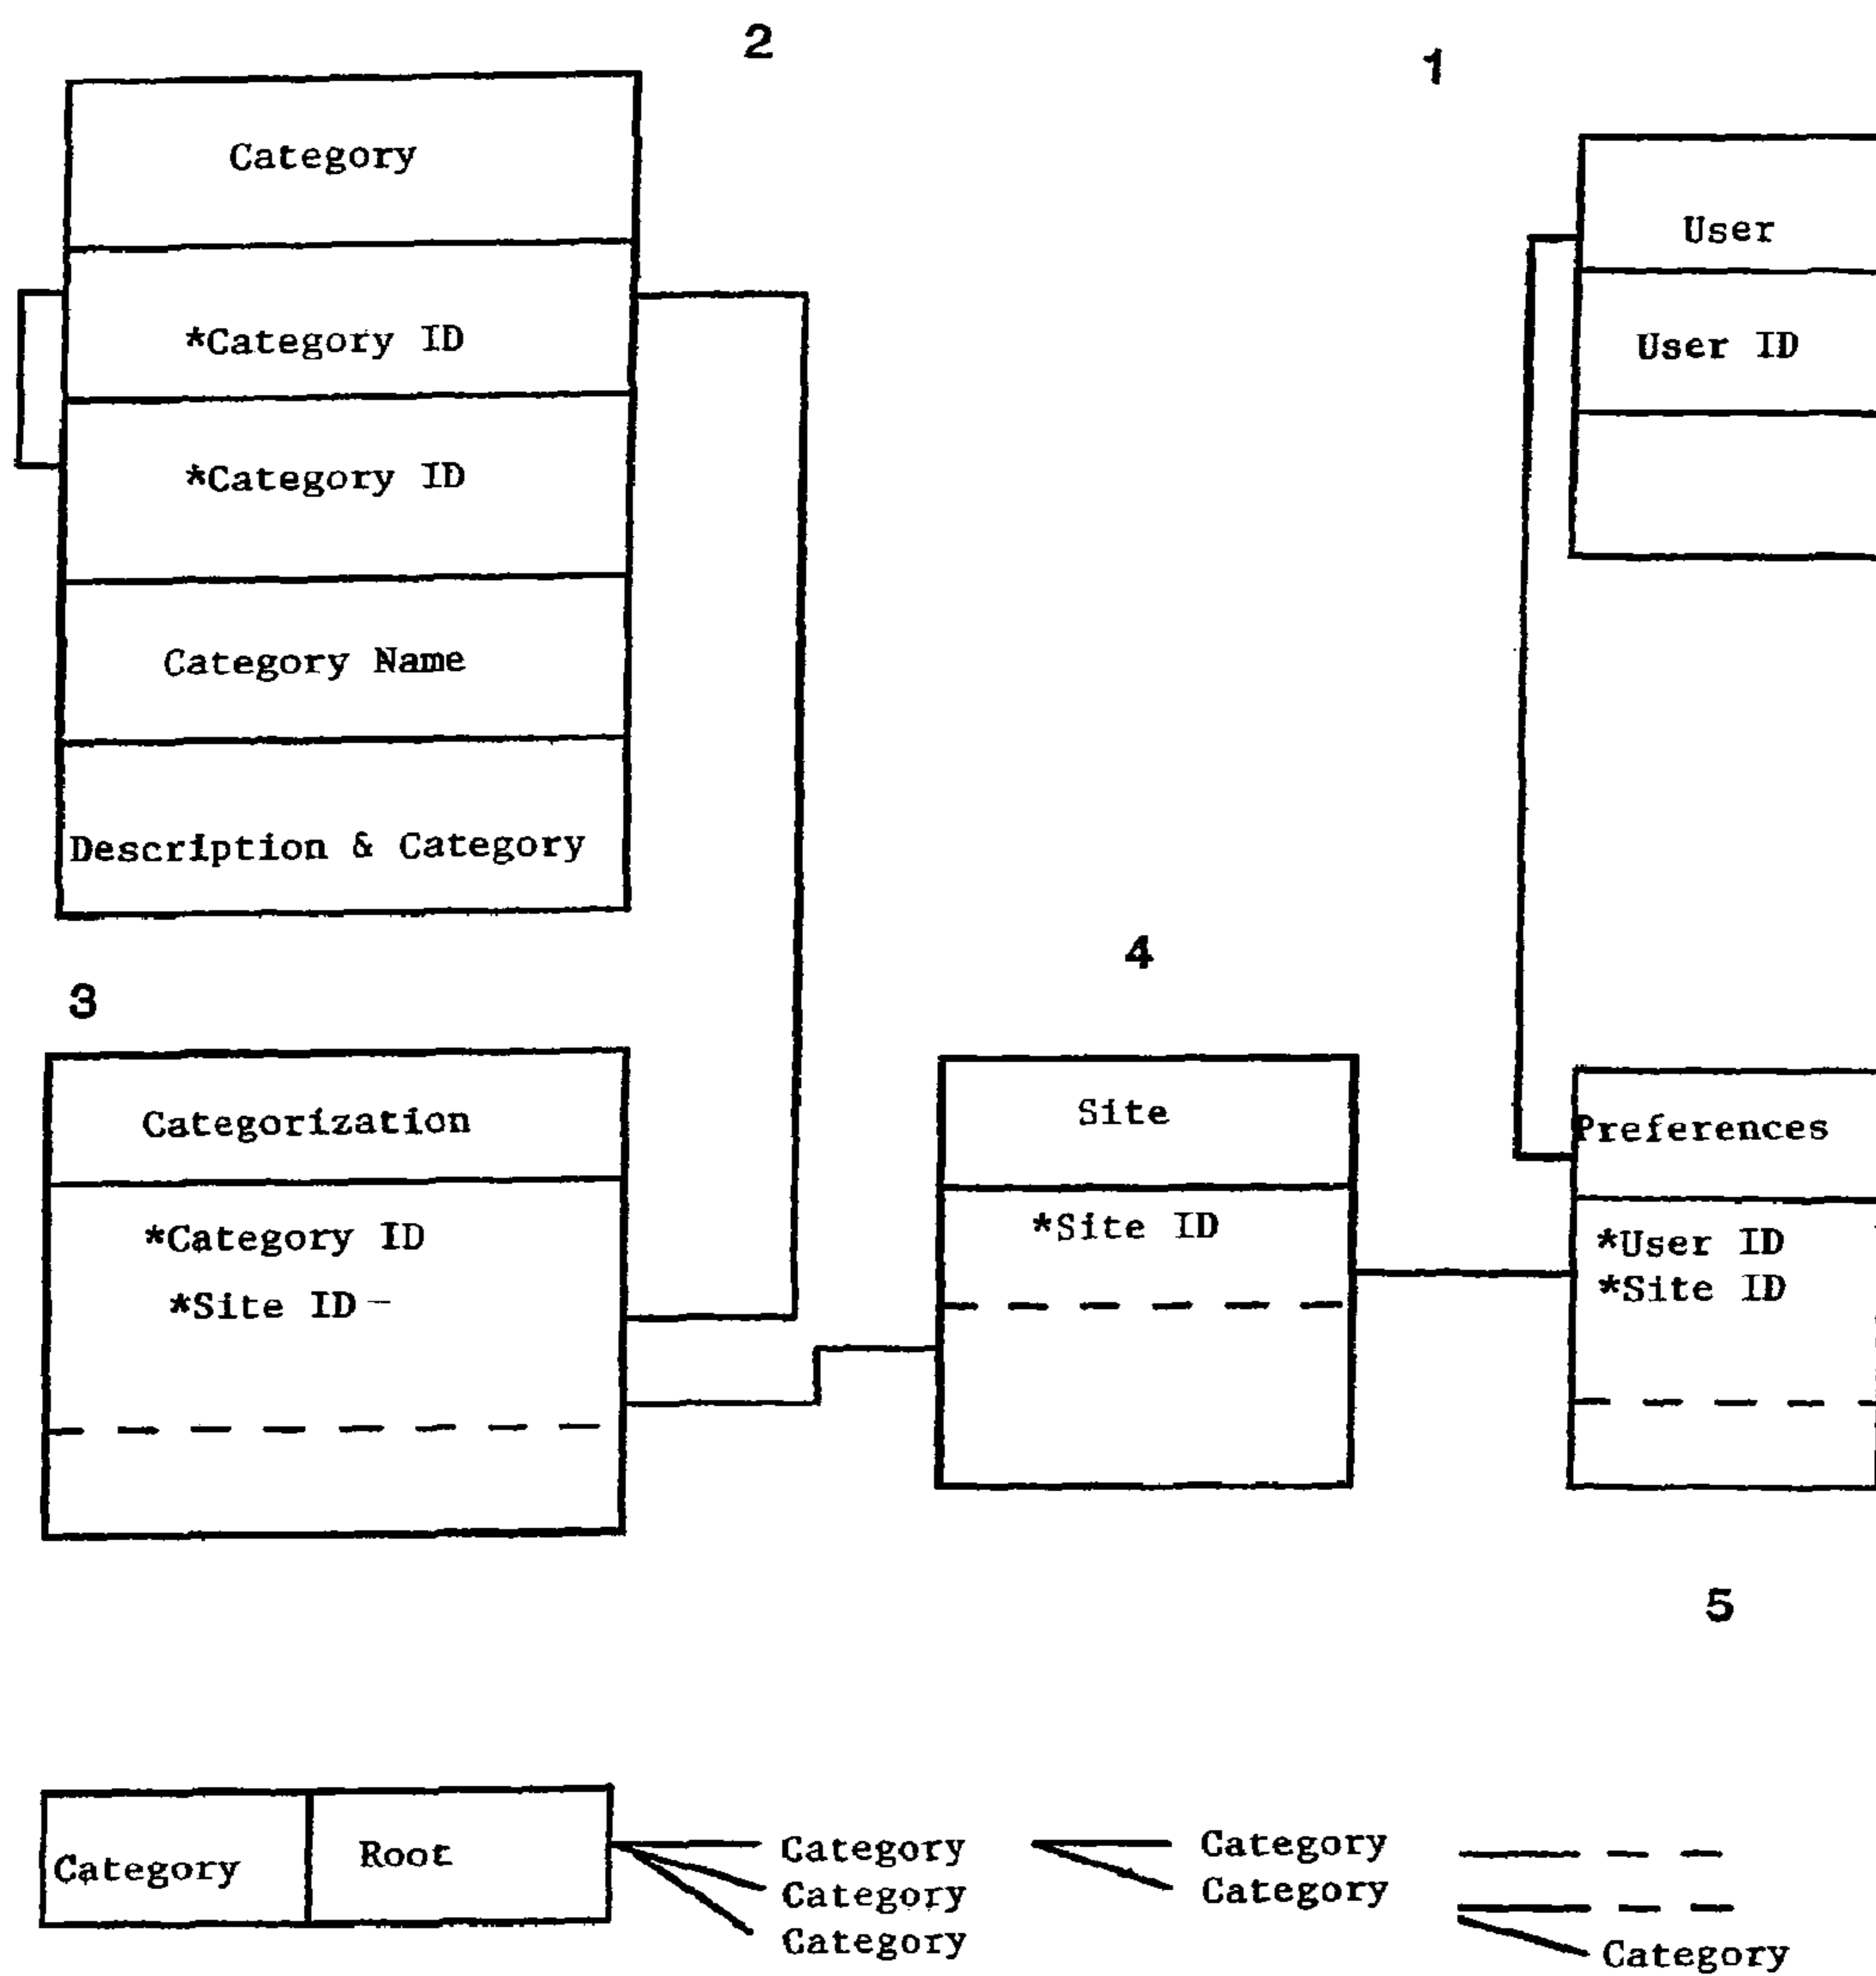 2
Category
*Category ID
*Category ID
Category Name
Description & Category
1
User
User ID
3
Categorization
*Category ID
*Site ID
4
Site
*Site ID
Preferences
*User ID
*Site ID
5
Category
Root
Category
Category
Category
Category
Category
Category